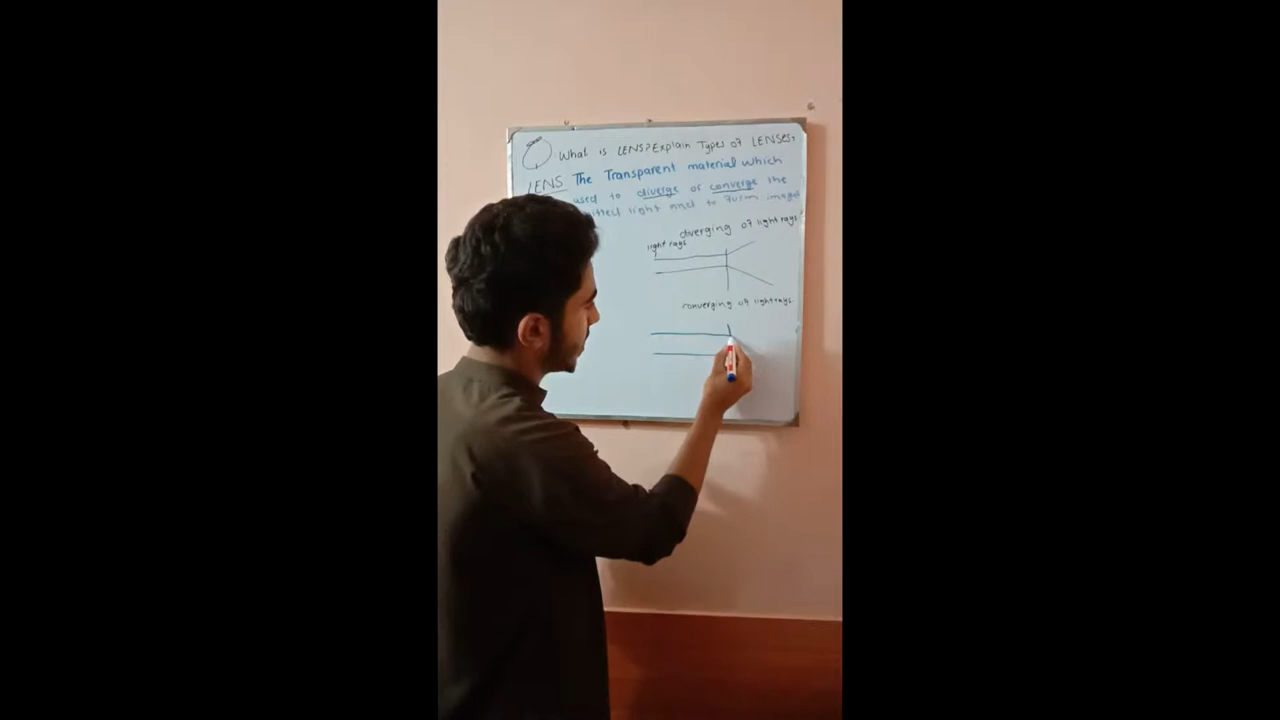 What is LENS? Explain Types of LENSES.
LENS The Transparent material which
used to diverge or converge the
light and to form image
diverging of light rays
light rays
converging of light rays.